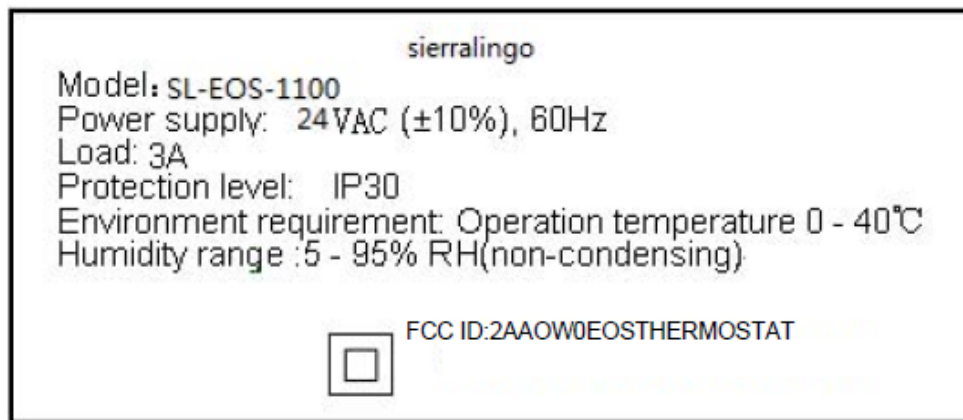 sierralingo
Model: SL-EOS-1100
Power supply: 24VAC (±10%), 60Hz
Load: 3A
Protection level: IP30
Environment requirement: Operation temperature 0 - 40℃
Humidity range :5 - 95% RH(non-condensing)
FCC ID:2AAOW0EOSTHERMOSTAT